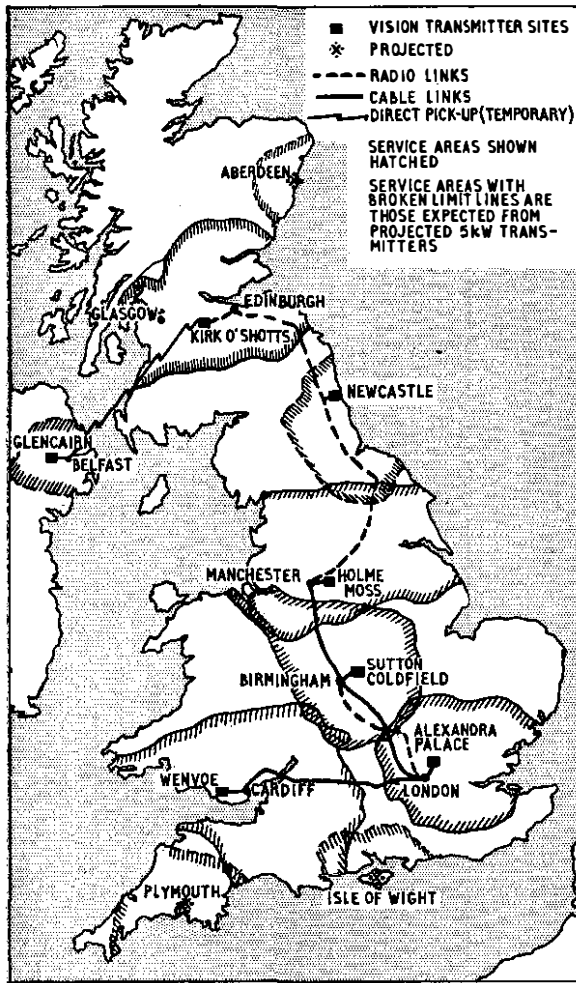 VISION TRANSMITTER SITES
PROJECTED
RADIO LINKS
CABLE LINKS
DIRECT PICK-UP (TEMPORARY)
SERVICE AREAS SHOWN
HATCHED
SERVICE AREAS WITH
BROKEN LIMIT LINES ARE
THOSE EXPECTED FROM
PROJECTED 5kW TRANS-
MITTERS
ABERDEEN
EDINBURGH
GLASGOW
KIRK O'SHOTTS
NEWCASTLE
GLENCAIRN
BELFAST
MANCHESTER
HOLME
MOSS
SUTTON
COLDFIELD
BIRMINGHAM
ALEXANDRA
PALACE
WENVOE
CARDIFF
LONDON
PLYMOUTH
ISLE OF WIGHT